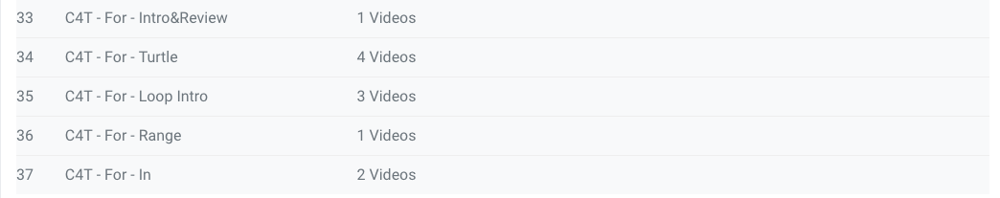 33 C4T - For - Intro&Review 1 Videos
34 C4T - For - Turtle 4 Videos
35 C4T - For - Loop Intro 3 Videos
36 C4T - For - Range 1 Videos
37 C4T - For - In 2 Videos